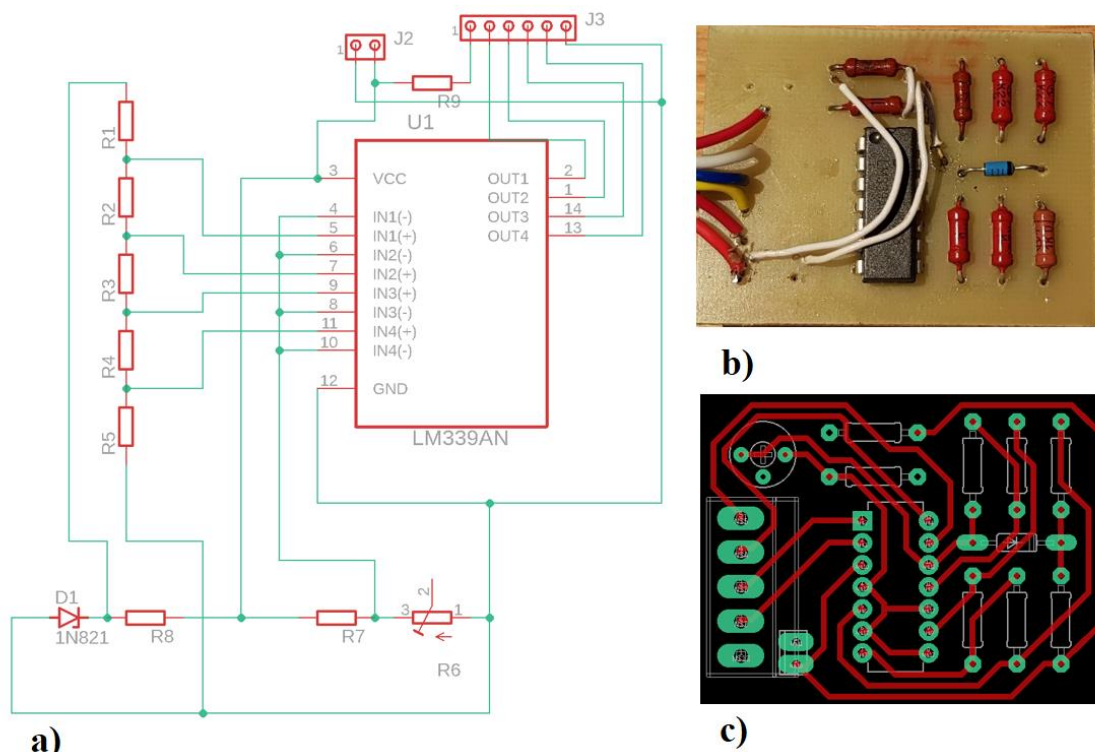 J3
J2
1
1
R9
U1
R1
R2
R3
R4
R5
3 VCC
4 IN1(-)
5 IN1(+)
6 IN2(-)
7 IN2(+)
9 IN3(+)
8 IN3(-)
11 IN4(+)
10 IN4(-)
12 GND
OUT1 2
OUT2 1
OUT3 14
OUT4 13
LM339AN
D1
1N821
R8
R7
3
2
1
R6
a)
b)
c)